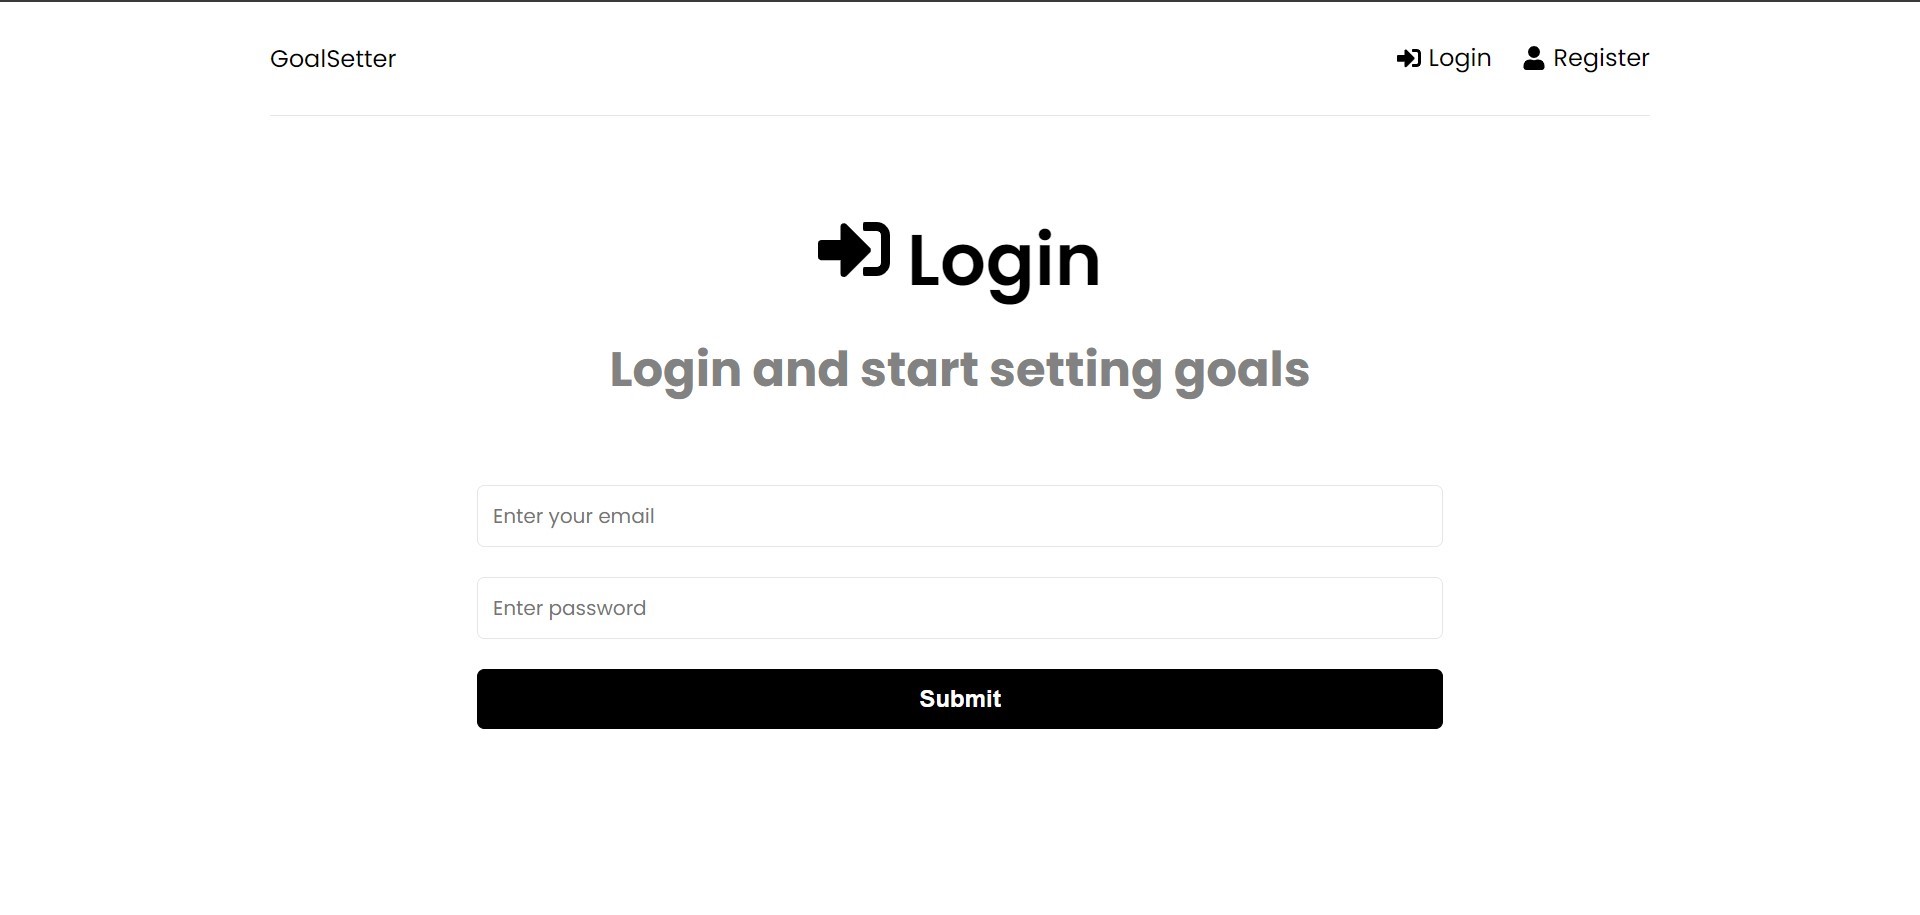 GoalSetter
Login Register
Login
Login and start setting goals
Enter your email
Enter password
Submit